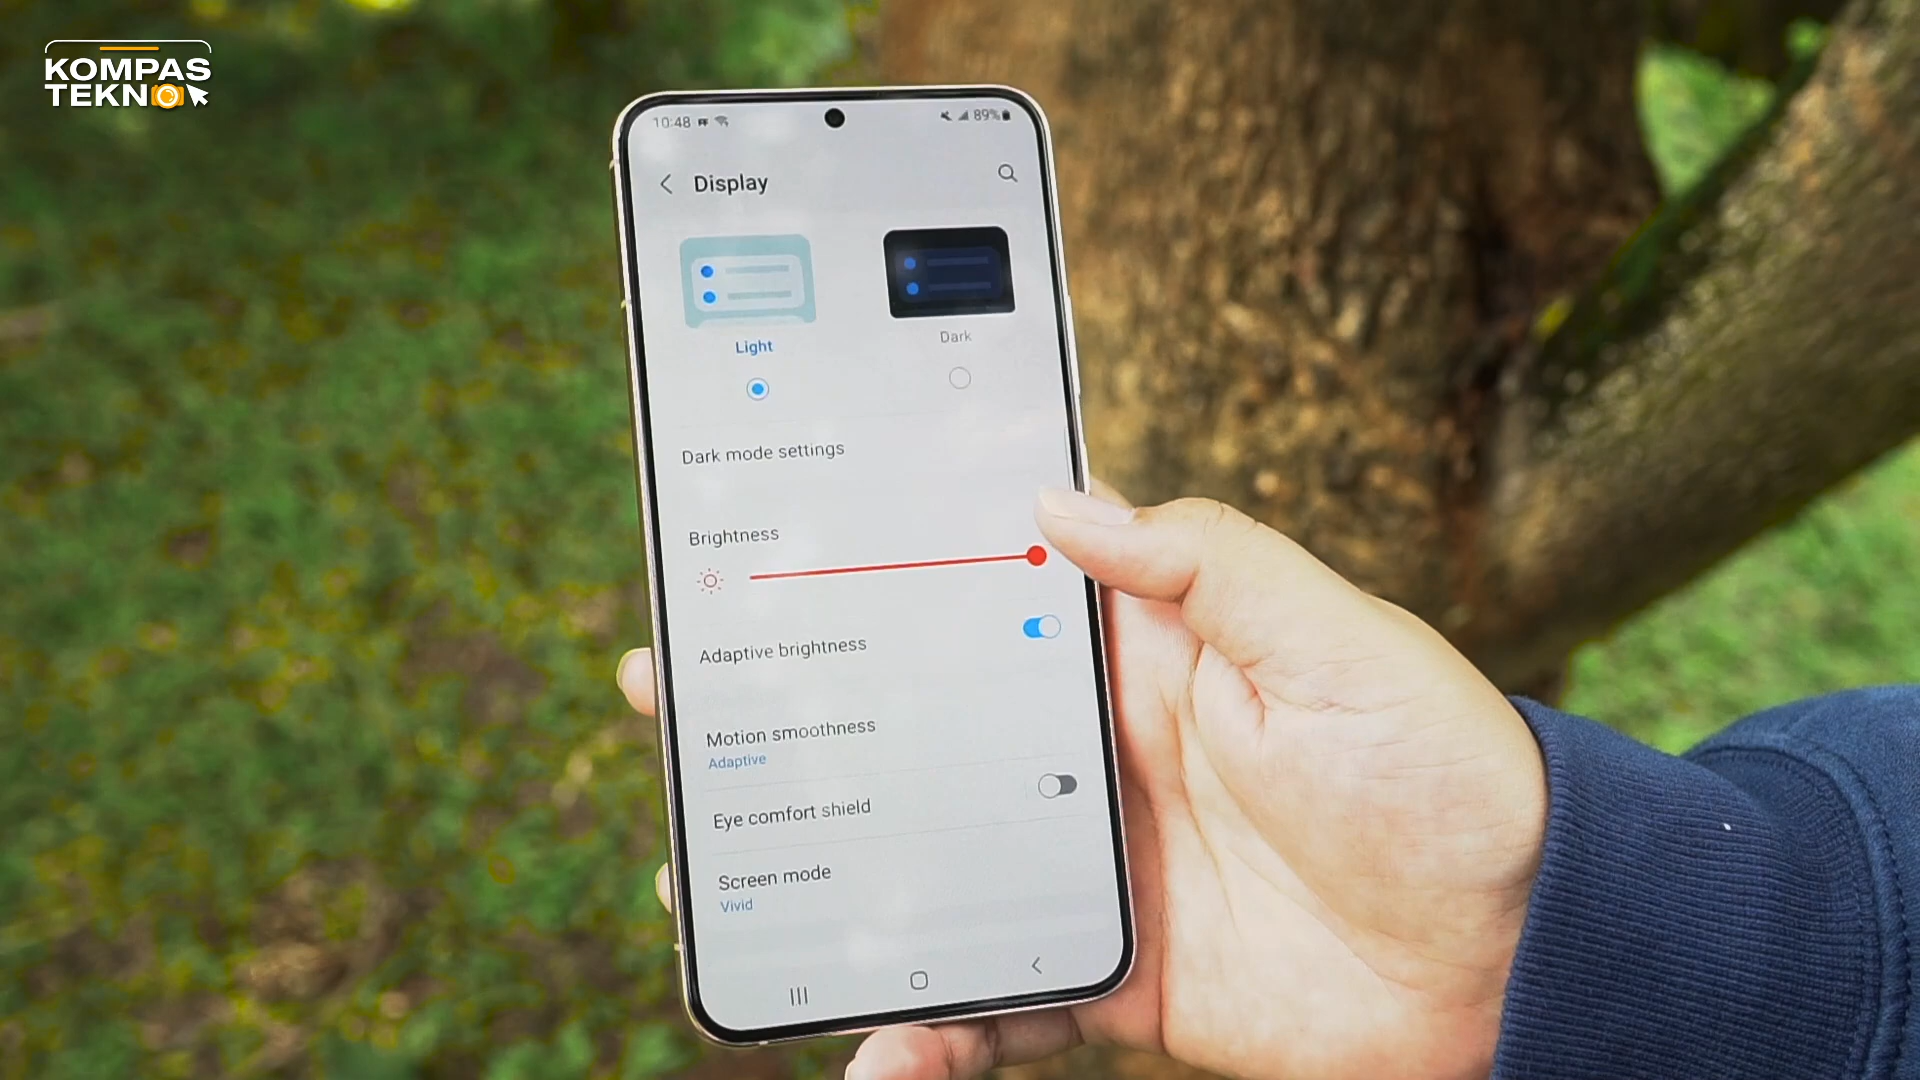 KOMPAS
TEKNO
10:48
89%
Display
Light
Dark
Dark mode settings
Brightness
Adaptive brightness
Motion smoothness
Adaptive
Eye comfort shield
Screen mode
Vivid